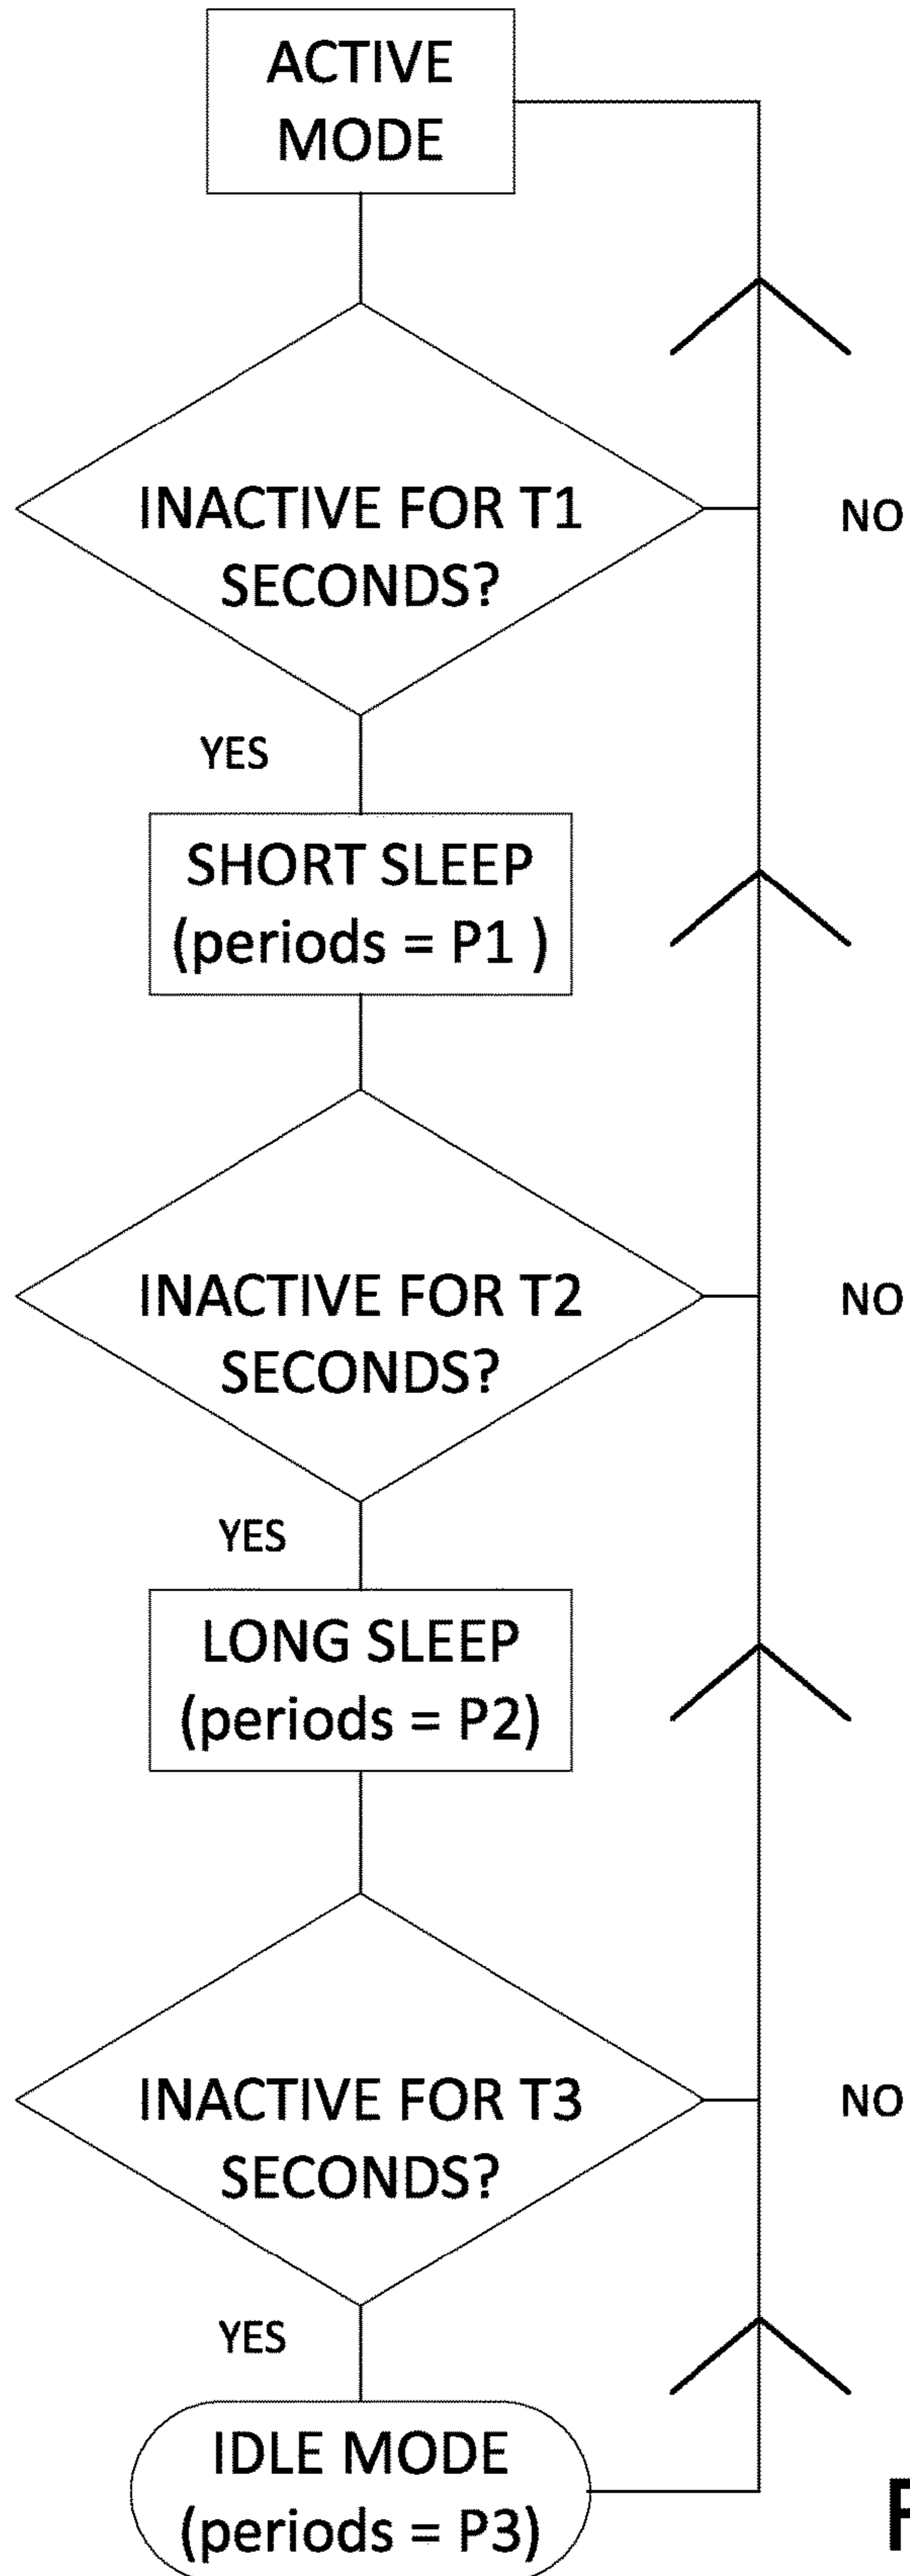 ACTIVE
MODE
INACTIVE FOR T1
SECONDS?
NO
YES
SHORT SLEEP
(periods = P1 )
INACTIVE FOR T2
SECONDS?
NO
YES
LONG SLEEP
(periods = P2)
INACTIVE FOR T3
SECONDS?
NO
YES
IDLE MODE
(periods = P3)